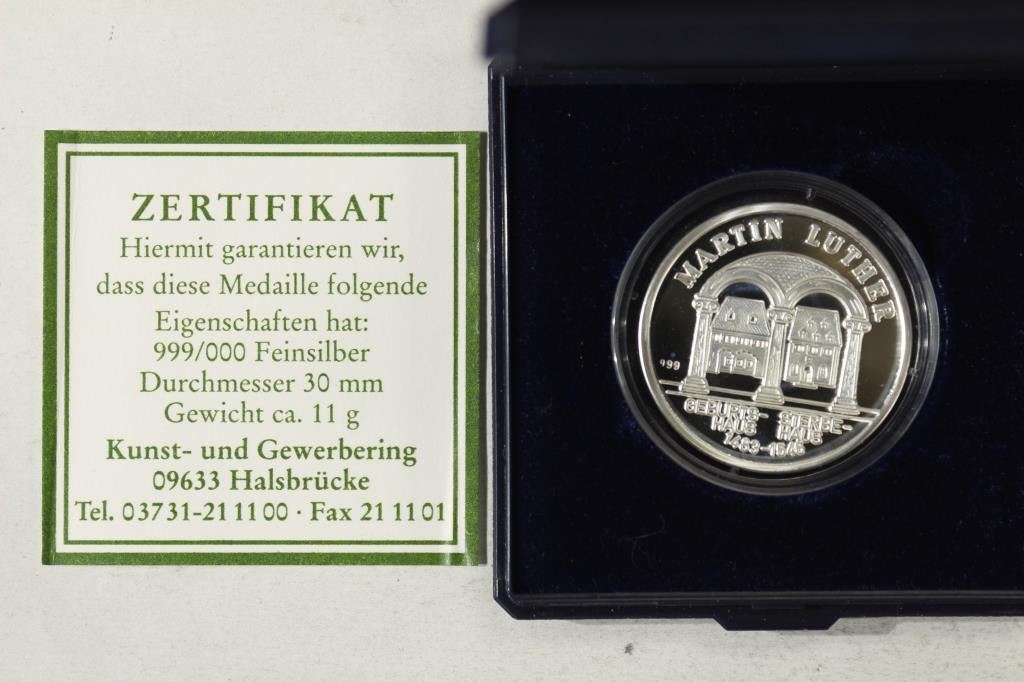 ZERTIFIKAT
Hiermit garantieren wir,
dass diese Medaille folgende
Eigenschaften hat:
999/000 Feinsilber
Durchmesser 30 mm
Gewicht ca. 11 g
Kunst- und Gewerbering
09633 Halsbrücke
Tel. 03731-21 11 00 · Fax 21 11 01
MARTIN LUTHER
999
GEBURTS- STERBE-
HAUS HAUS
1483-1546